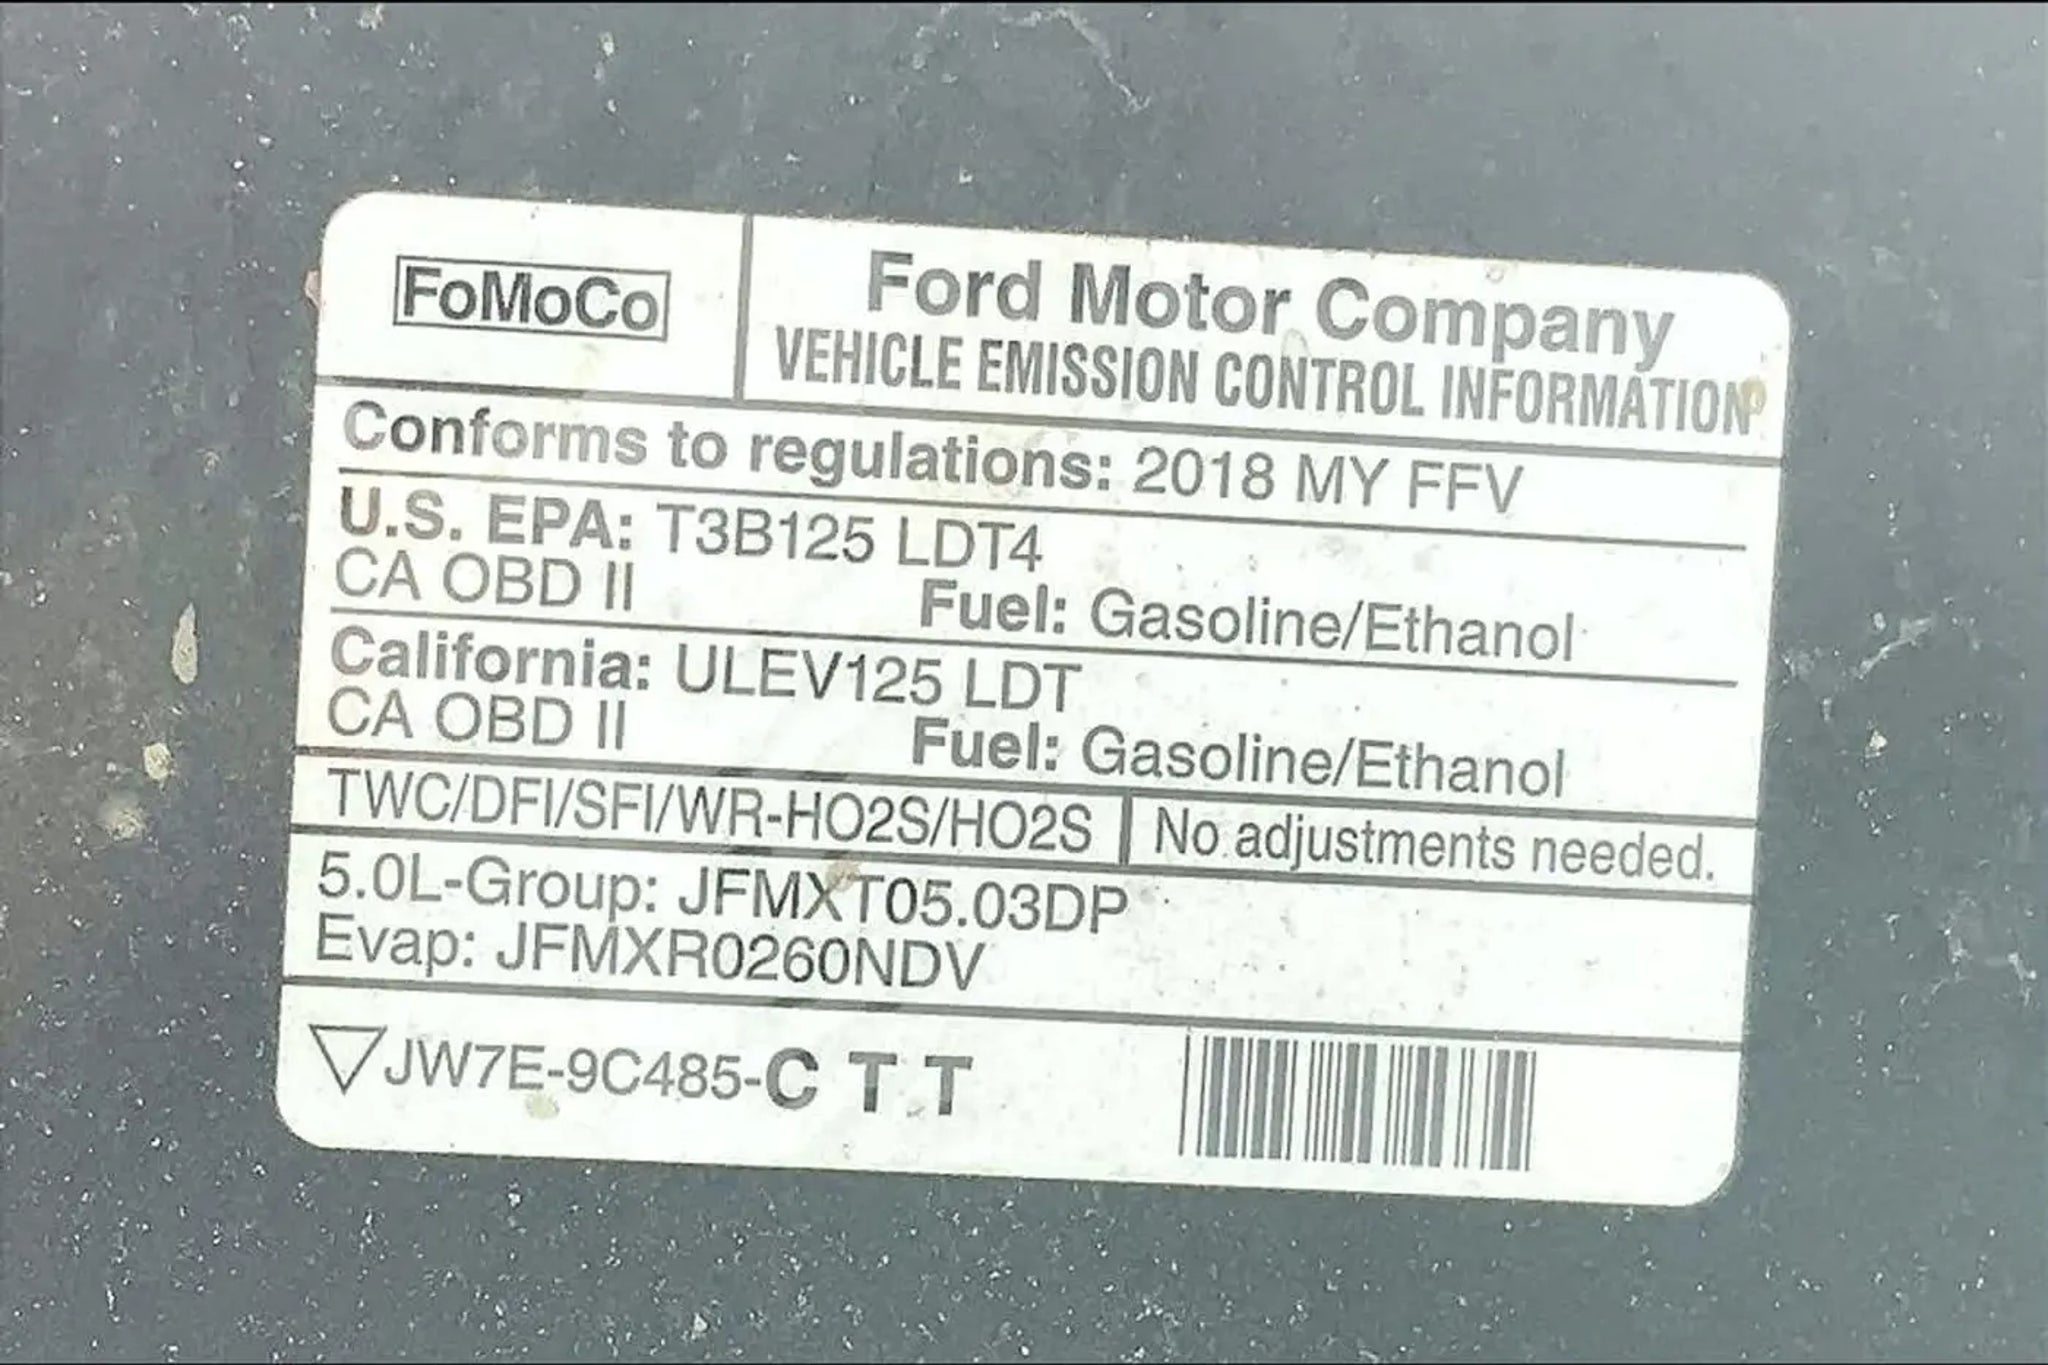 FoMoCo
Ford Motor Company
VEHICLE EMISSION CONTROL INFORMATION
Conforms to regulations: 2018 MY FFV
U.S. EPA: T3B125 LDT4
CA OBD II Fuel: Gasoline/Ethanol
California: ULEV125 LDT
CA OBD II Fuel: Gasoline/Ethanol
TWC/DFI/SFI/WR-HO2S/HO2S No adjustments needed.
5.0L-Group: JFMXT05.03DP
Evap: JFMXR0260NDV
JW7E-9C485-C T T